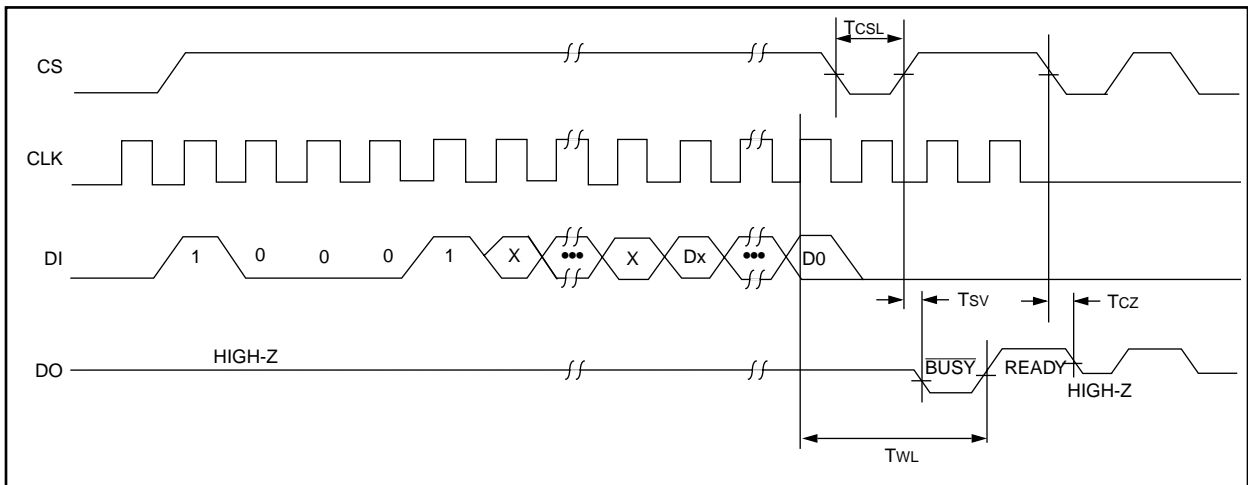 TCSL
CS
CLK
DI
1 0 0 0 1 X ••• X Dx ••• D0
TSV
TCZ
HIGH-Z
DO
BUSY
READY
HIGH-Z
TWL